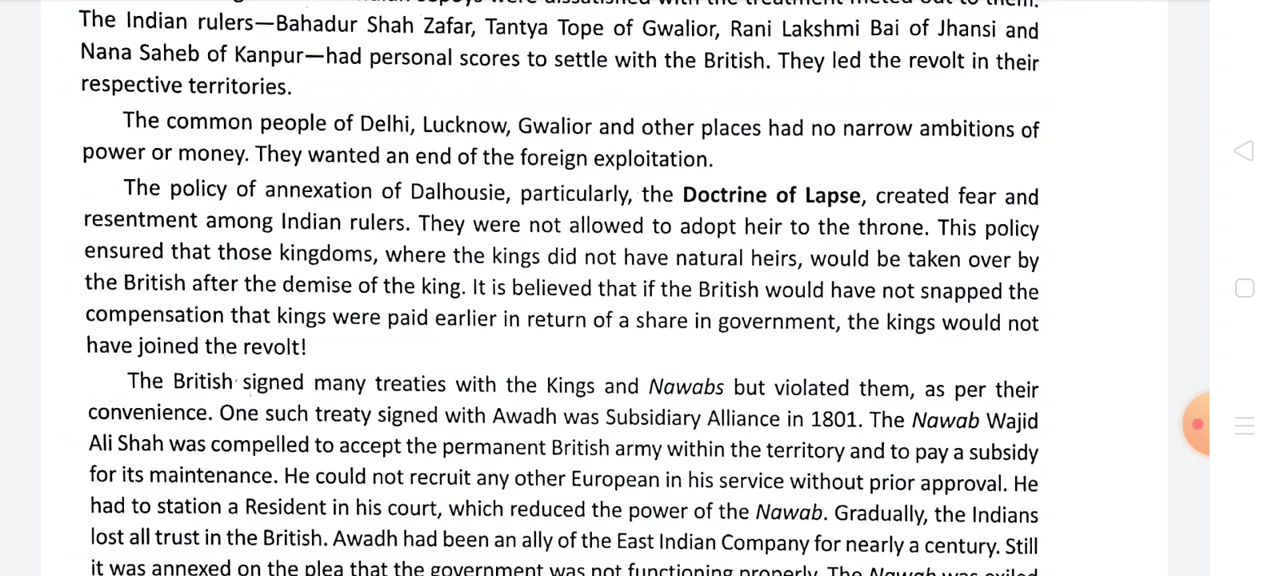 The Indian rulers—Bahadur Shah Zafar, Tantya Tope of Gwalior, Rani Lakshmi Bai of Jhansi and
Nana Saheb of Kanpur—had personal scores to settle with the British. They led the revolt in their
respective territories.
The common people of Delhi, Lucknow, Gwalior and other places had no narrow ambitions of
power or money. They wanted an end of the foreign exploitation.
The policy of annexation of Dalhousie, particularly, the Doctrine of Lapse, created fear and
resentment among Indian rulers. They were not allowed to adopt heir to the throne. This policy
ensured that those kingdoms, where the kings did not have natural heirs, would be taken over by
the British after the demise of the king. It is believed that if the British would have not snapped the
compensation that kings were paid earlier in return of a share in government, the kings would not
have joined the revolt!
The British signed many treaties with the Kings and Nawabs but violated them, as per their
convenience. One such treaty signed with Awadh was Subsidiary Alliance in 1801. The Nawab Wajid
Ali Shah was compelled to accept the permanent British army within the territory and to pay a subsidy
for its maintenance. He could not recruit any other European in his service without prior approval. He
had to station a Resident in his court, which reduced the power of the Nawab. Gradually, the Indians
lost all trust in the British. Awadh had been an ally of the East Indian Company for nearly a century. Still
it was annexed on the plea that the government was not functioning properly. The Nawab was exiled